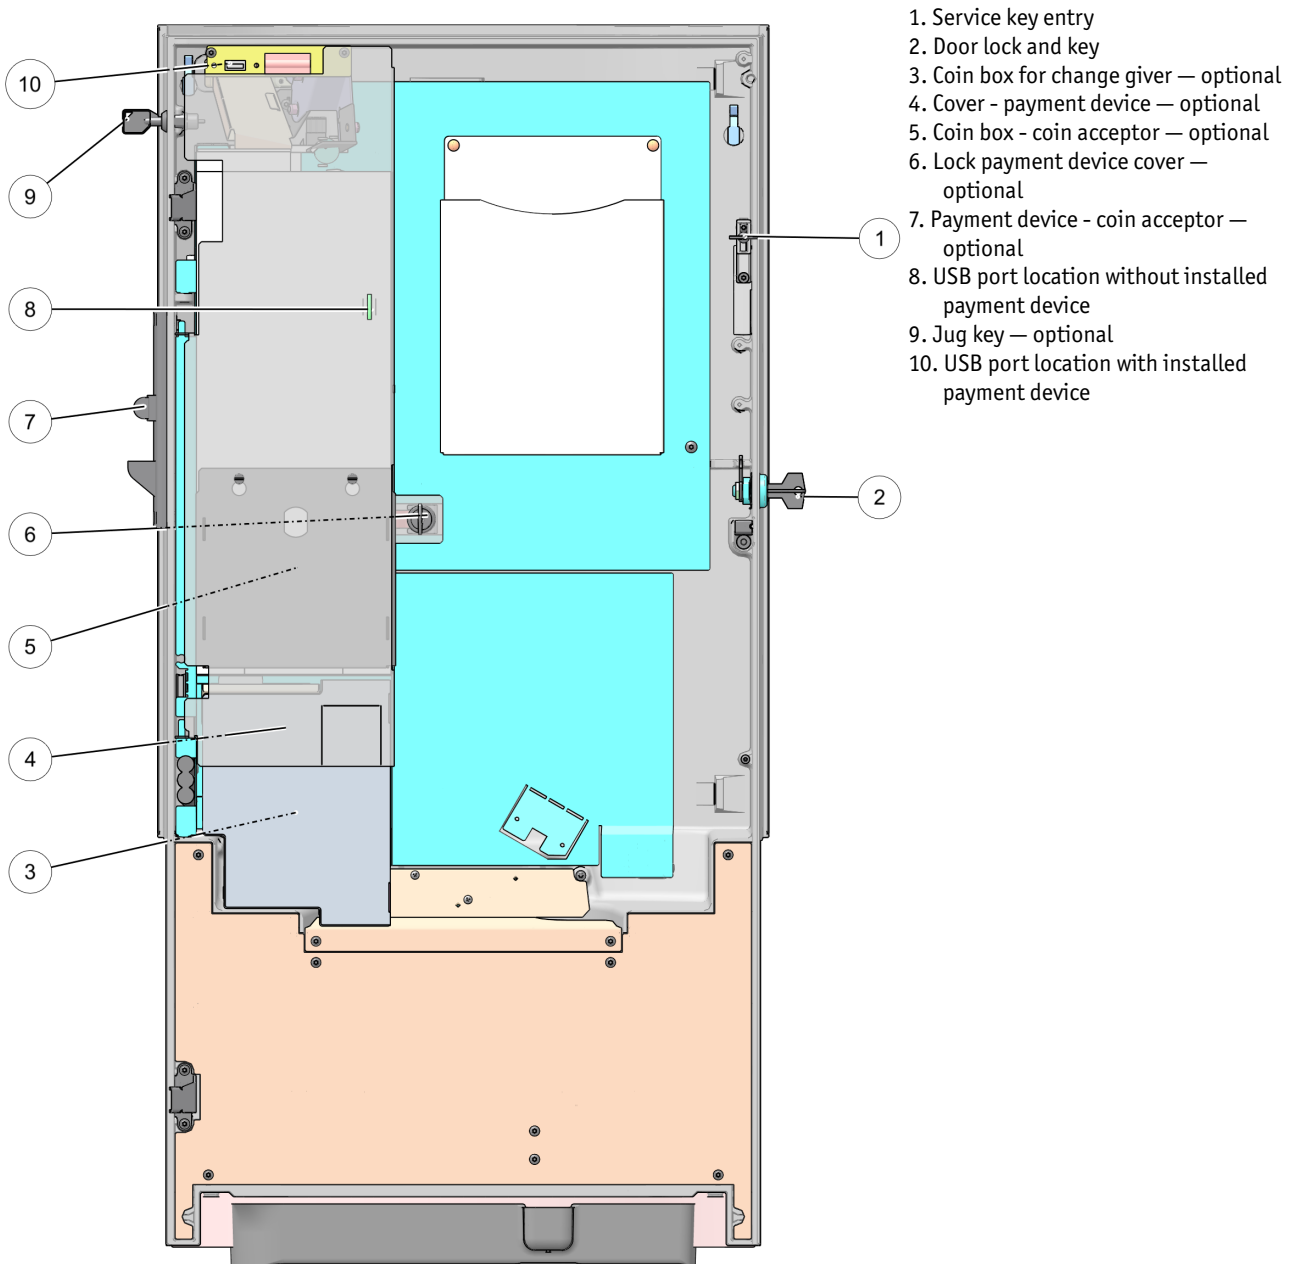 1. Service key entry
2. Door lock and key
3. Coin box for change giver — optional
4. Cover - payment device — optional
5. Coin box - coin acceptor — optional
6. Lock payment device cover —
optional
7. Payment device - coin acceptor —
optional
8. USB port location without installed
payment device
9. Jug key — optional
10. USB port location with installed
payment device
10
9
8
7
6
5
4
3
1
2